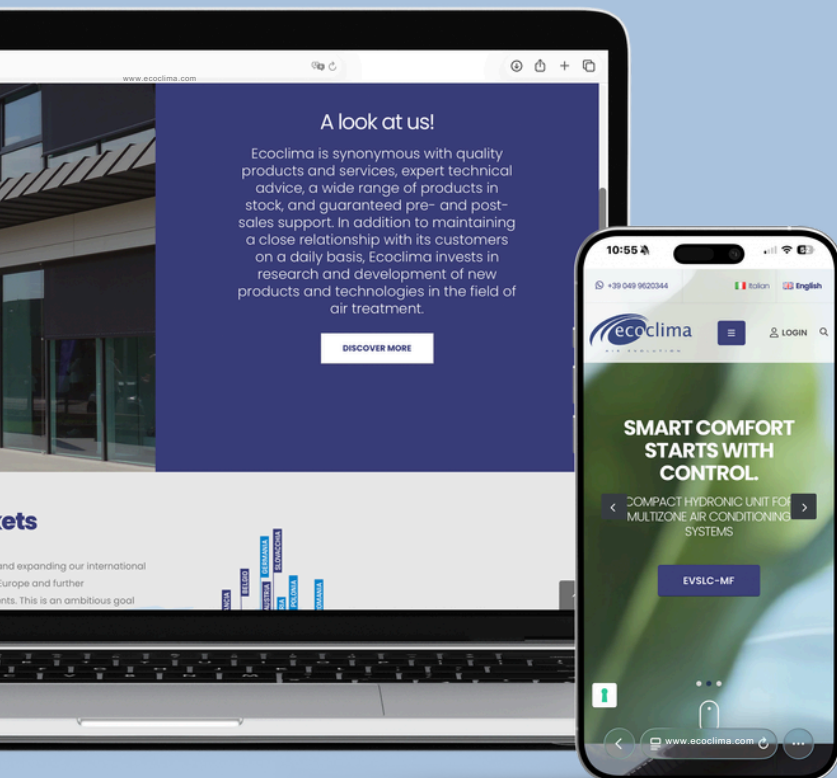 www.ecoclima.com
A look at us!
Ecoclima is synonymous with quality
products and services, expert technical
advice, a wide range of products in
stock, and guaranteed pre- and post-
sales support. In addition to maintaining
a close relationship with its customers
on a daily basis, Ecoclima invests in
research and development of new
products and technologies in the field of
air treatment.
DISCOVER MORE
kets
and expanding our international
Europe and further
nts. This is an ambitious goal
ANCIA
BELGIO
GERMANIA
AUSTRIA
SLOVACCHIA
POLONIA
OMANIA
10:55
+39 049 9620344
Italian
English
ecoclima
AIR EVOLUTION
LOGIN
SMART COMFORT
STARTS WITH
CONTROL.
COMPACT HYDRONIC UNIT FOR
MULTIZONE AIR CONDITIONING
SYSTEMS
EVSLC-MF
www.ecoclima.com